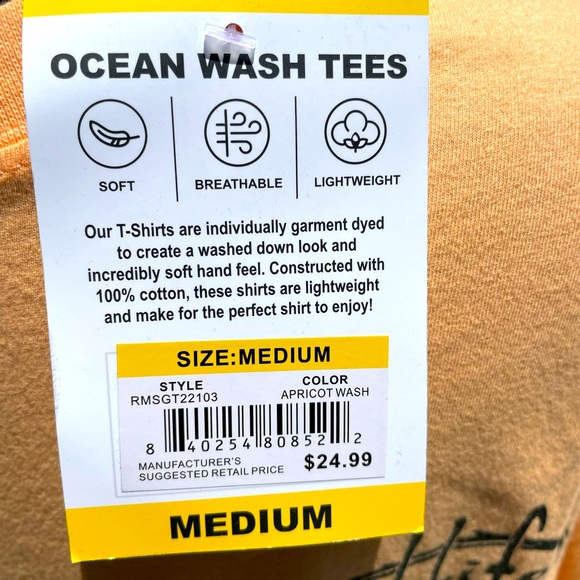 OCEAN WASH TEES
SOFT
BREATHABLE
LIGHTWEIGHT
Our T-Shirts are individually garment dyed
to create a washed down look and
incredibly soft hand feel. Constructed with
100% cotton, these shirts are lightweight
and make for the perfect shirt to enjoy!
SIZE:MEDIUM
STYLE
RMSGT22103
COLOR
APRICOT WASH
8 40254 80852 2
MANUFACTURER'S
SUGGESTED RETAIL PRICE
$24.99
MEDIUM